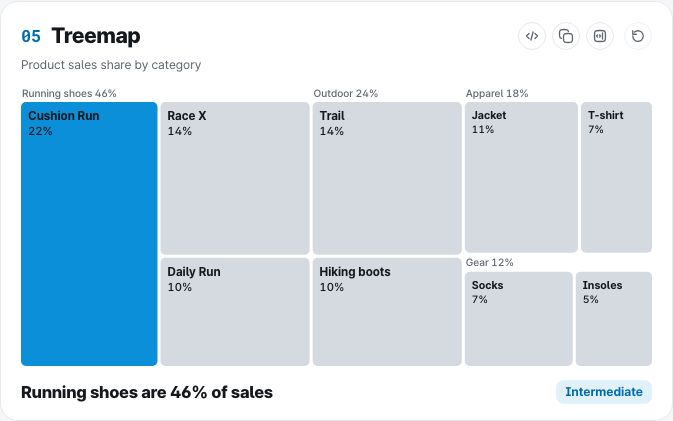 05 Treemap
Product sales share by category
Running shoes 46%
Outdoor 24%
Apparel 18%
Cushion Run
22%
Race X
14%
Trail
14%
Jacket
11%
T-shirt
7%
Daily Run
10%
Hiking boots
10%
Gear 12%
Socks
7%
Insoles
5%
Running shoes are 46% of sales
Intermediate